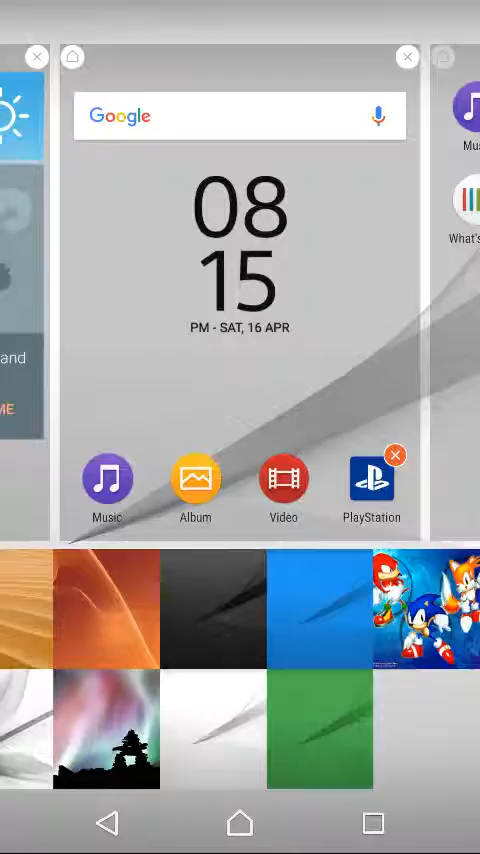 Google
08
15
PM - SAT, 16 APR
and
ME
Mus
What's
Music
Album
Video
PlayStation